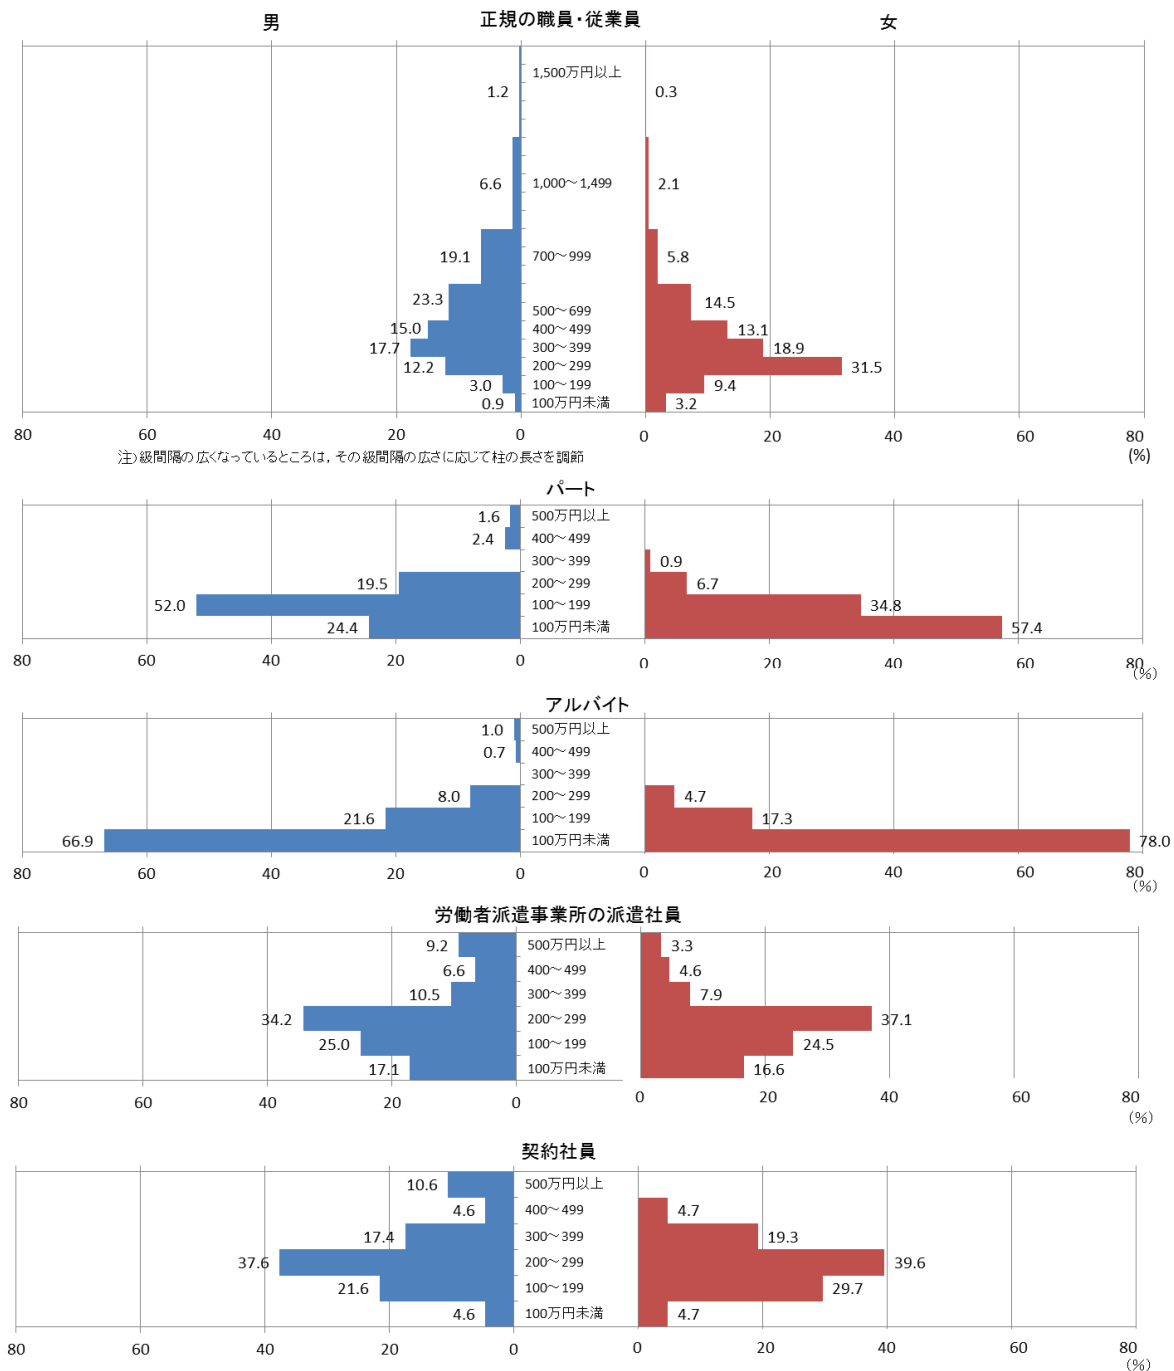 男 正規の職員・従業員 女
1,500万円以上
1.2 0.3
6.6 1,000～1,499 2.1
19.1 700～999 5.8
23.3 500～699 14.5
15.0 400～499 13.1
17.7 300～399 18.9
12.2 200～299 31.5
3.0 100～199 9.4
0.9 100万円未満 3.2
80 60 40 20 0 0 20 40 60 80
(%)
注）級間隔の広くなっているところは，その級間隔の広さに応じて柱の長さを調節
パート
1.6 500万円以上
2.4 400～499
300～399 0.9
19.5 200～299 6.7
52.0 100～199 34.8
24.4 100万円未満 57.4
80 60 40 20 0 0 20 40 60 80
(%)
アルバイト
1.0 500万円以上
0.7 400～499
300～399
8.0 200～299 4.7
21.6 100～199 17.3
66.9 100万円未満 78.0
80 60 40 20 0 0 20 40 60 80
(%)
労働者派遣事業所の派遣社員
9.2 500万円以上 3.3
6.6 400～499 4.6
10.5 300～399 7.9
34.2 200～299 37.1
25.0 100～199 24.5
17.1 100万円未満 16.6
80 60 40 20 0 0 20 40 60 80
(%)
契約社員
10.6 500万円以上
4.6 400～499 4.7
17.4 300～399 19.3
37.6 200～299 39.6
21.6 100～199 29.7
4.6 100万円未満 4.7
80 60 40 20 0 0 20 40 60 80
(%)